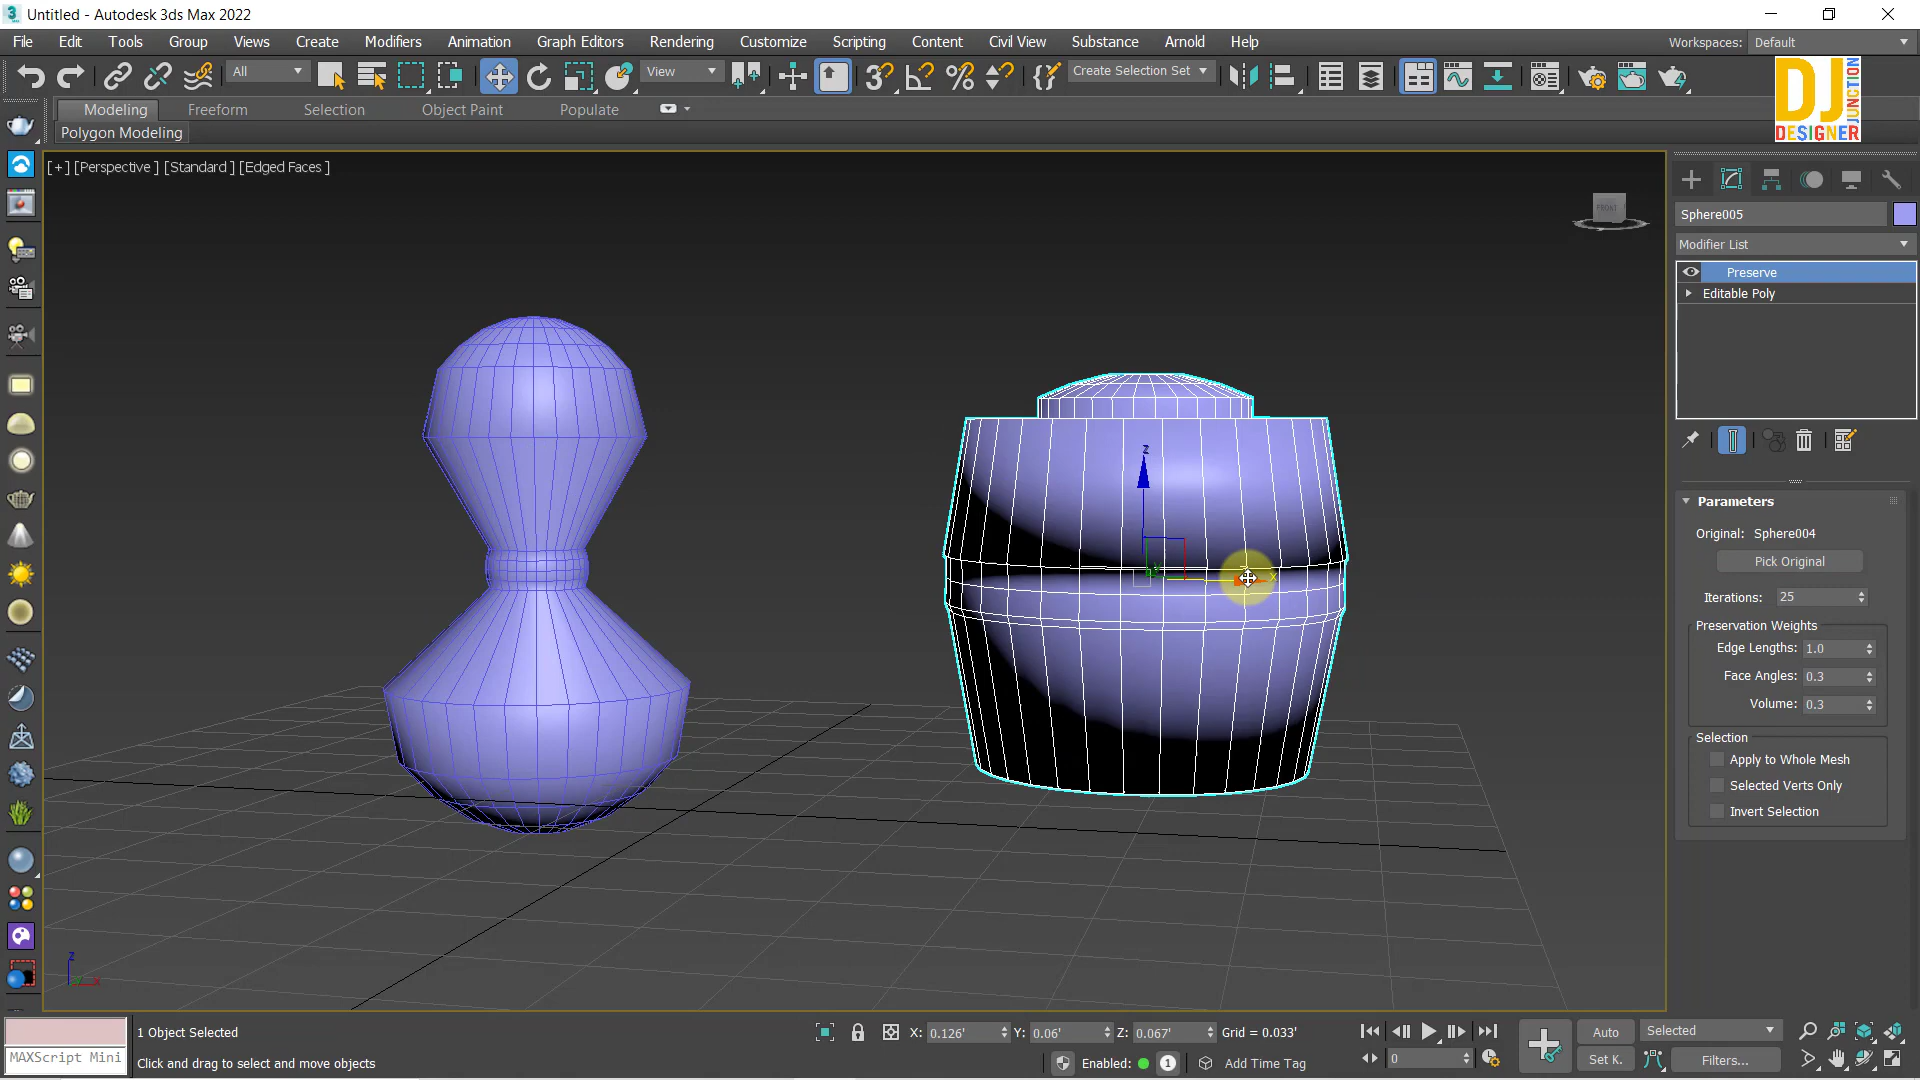 Untitled - Autodesk 3ds Max 2022
File Edit Tools Group Views Create Modifiers Animation Graph Editors Rendering Customize Scripting Content Civil View Substance Arnold Help
Workspaces: Default
All
View
Create Selection Set
DJ
DESIGNER
JUNCTION
Modeling Freeform Selection Object Paint Populate
Polygon Modeling
[+] [Perspective ] [Standard ] [Edged Faces ]
FRONT
Sphere005
Modifier List
Preserve
Editable Poly
Parameters
Original: Sphere004
Pick Original
Iterations: 25
Preservation Weights
Edge Lengths: 1.0
Face Angles: 0.3
Volume: 0.3
Selection
Apply to Whole Mesh
Selected Verts Only
Invert Selection
z
x
z
x
1 Object Selected
X: 0.126' Y: 0.06' Z: 0.067' Grid = 0.033'
Auto Selected
MAXScript Mini
Click and drag to select and move objects
Enabled: 1 Add Time Tag
0
Set K. Filters...